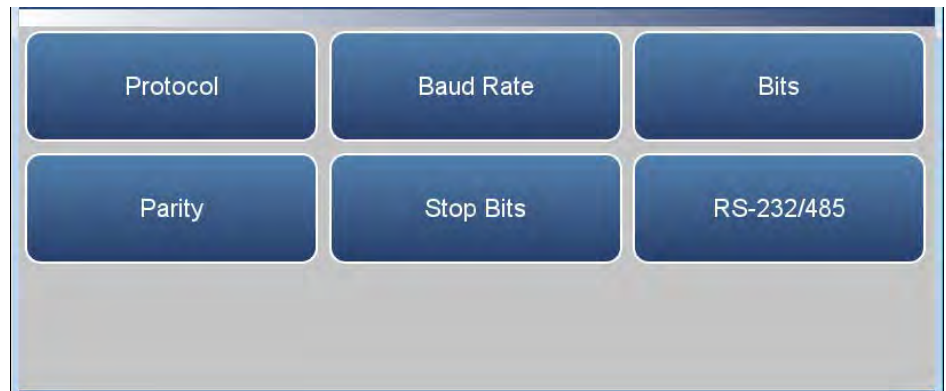 Protocol
Baud Rate
Bits
Parity
Stop Bits
RS-232/485